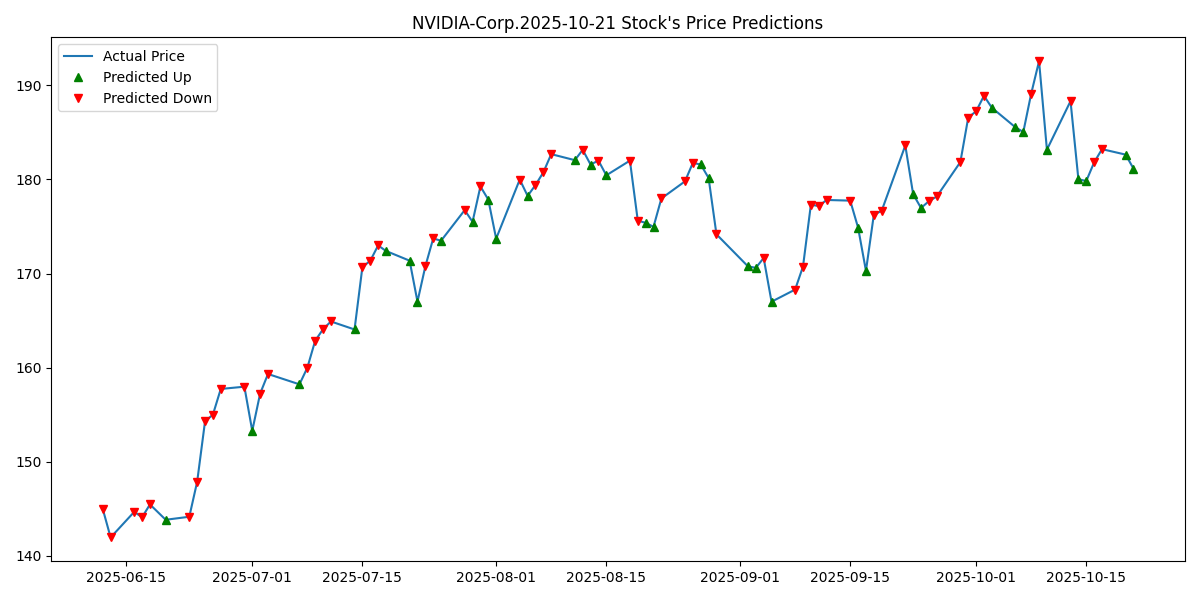 NVIDIA-Corp.2025-10-21 Stock's Price Predictions
Actual Price
Predicted Up
Predicted Down
190
180
170
160
150
140
2025-06-15 2025-07-01 2025-07-15 2025-08-01 2025-08-15 2025-09-01 2025-09-15 2025-10-01 2025-10-15